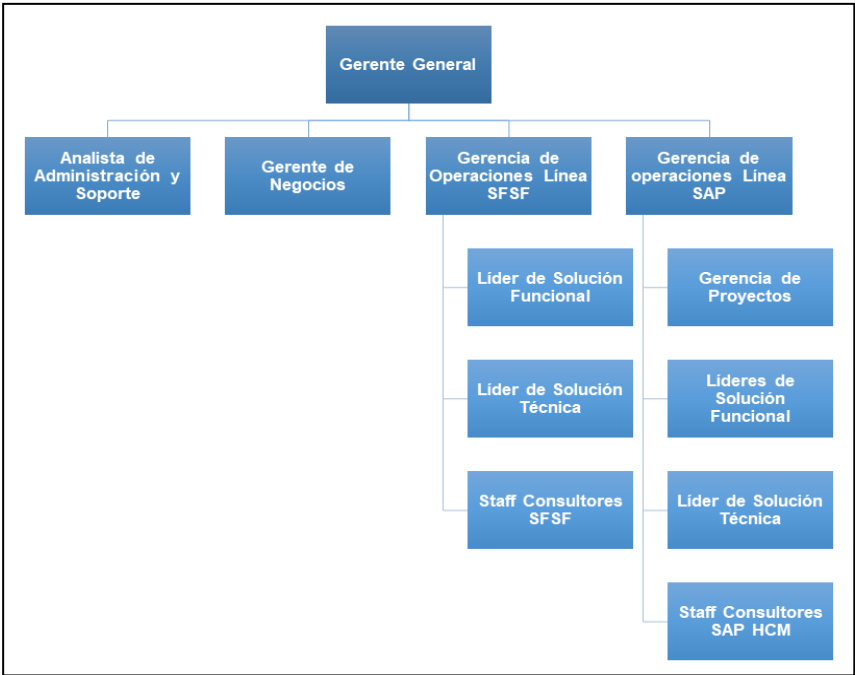 Gerente General
Analista de
Administración y
Soporte
Gerente de
Negocios
Gerencia de
Operaciones Línea
SFSF
Gerencia de
operaciones Línea
SAP
Líder de Solución
Funcional
Líder de Solución
Técnica
Staff Consultores
SFSF
Gerencia de
Proyectos
Líderes de
Solución
Funcional
Líder de Solución
Técnica
Staff Consultores
SAP HCM